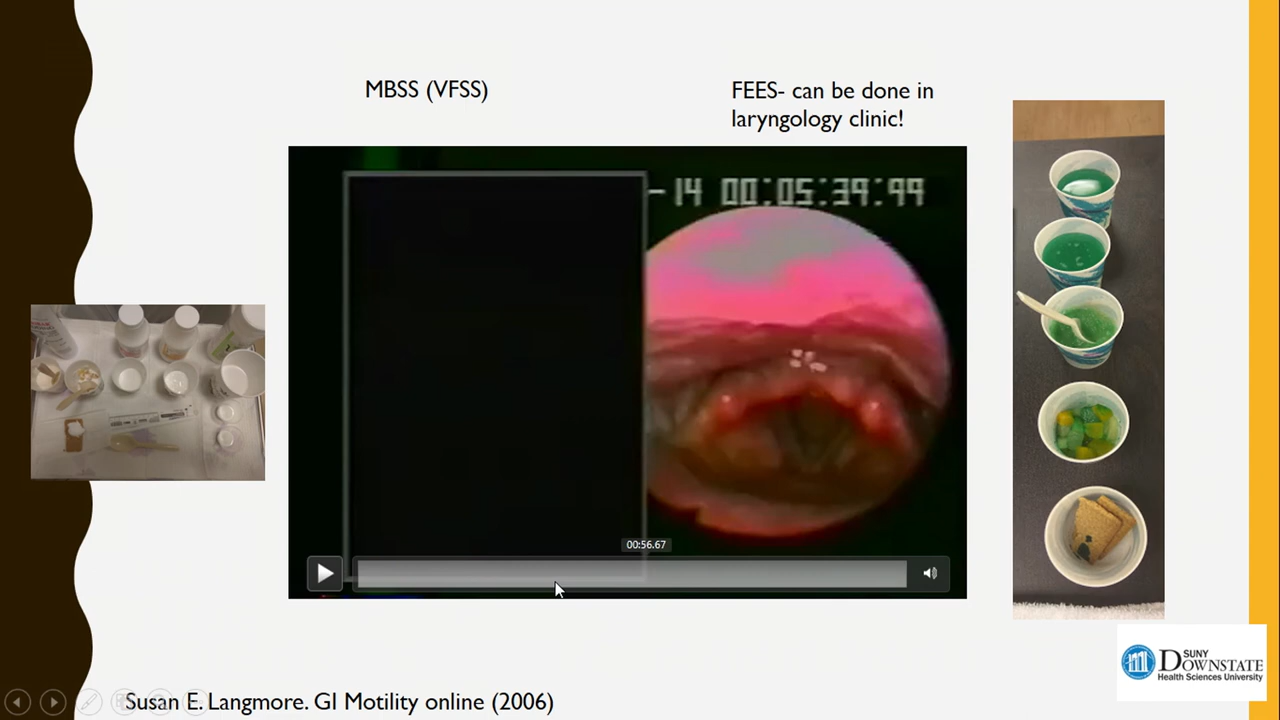 MBSS (VFSS)
FEES- can be done in
laryngology clinic!
-14 00:05:39:99
00:56.67
Susan E. Langmore. GI Motility online (2006)
SUNY
DOWNSTATE
Health Sciences University